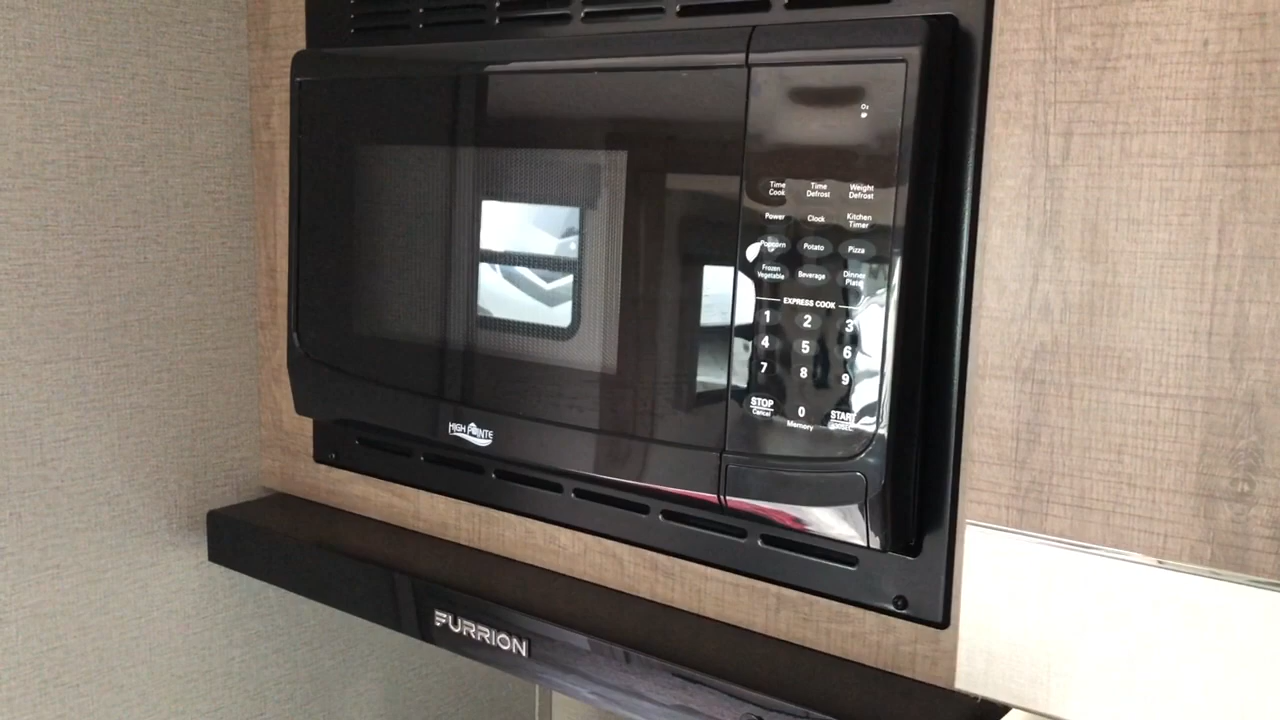 Time Cook
Time Defrost
Weight Defrost
Power
Clock
Kitchen Timer
Popcorn
Potato
Pizza
Frozen Vegetable
Beverage
Dinner Plate
EXPRESS COOK
1 2 3
4 5 6
7 8 9
STOP Cancel
0 Memory
START
HIGH POINTE
FURRION